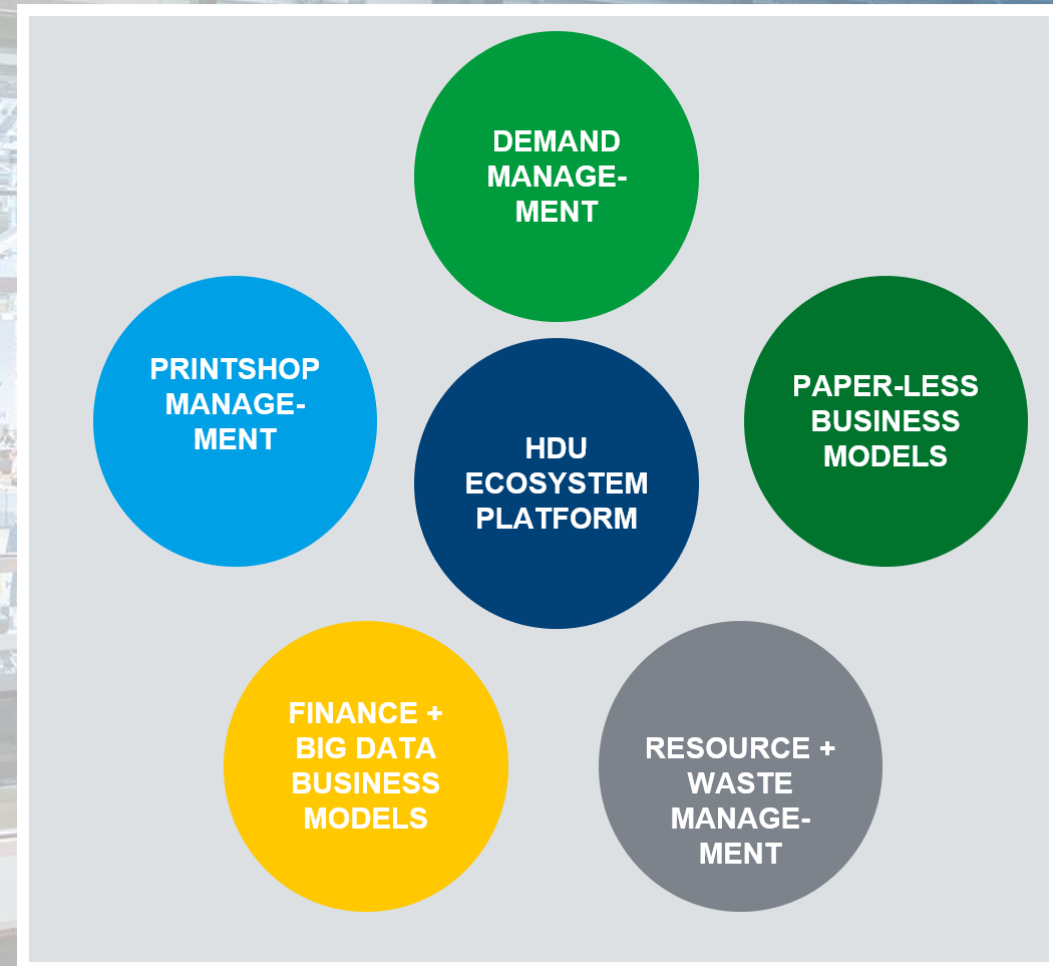 DEMAND
MANAGE-
MENT
PRINTSHOP
MANAGE-
MENT
PAPER-LESS
BUSINESS
MODELS
HDU
ECOSYSTEM
PLATFORM
FINANCE +
BIG DATA
BUSINESS
MODELS
RESOURCE +
WASTE
MANAGE-
MENT